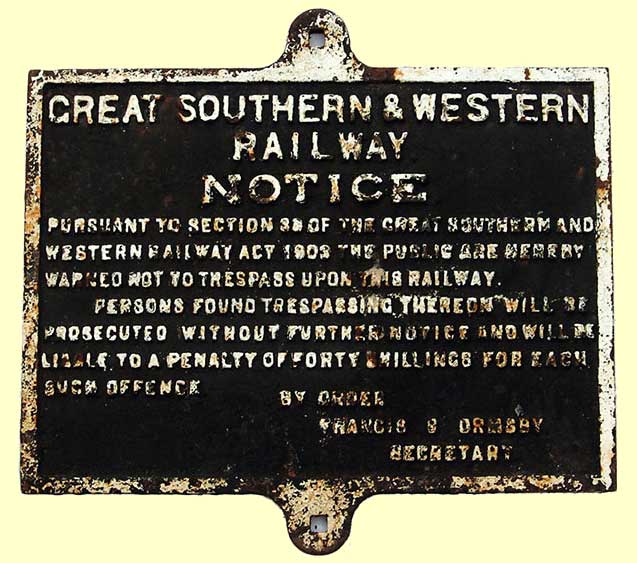 GREAT SOUTHERN & WESTERN
RAILWAY
NOTICE
PURSUANT TO SECTION OF THE GREAT SOUTHERN AND
WESTERN RAILWAY ACT THE PUBLIC ARE HEREBY
WARNED NOT TO TRESPASS UPON THIS RAILWAY.
PERSONS FOUND TRESPASSING THEREON WILL BE
PROSECUTED WITHOUT FURTHER NOTICE AND WILL BE
LIABLE TO A PENALTY OF FORTY SHILLINGS FOR EACH
SUCH OFFENCE
BY ORDER
FRANCIS B ORMSBY
SECRETARY